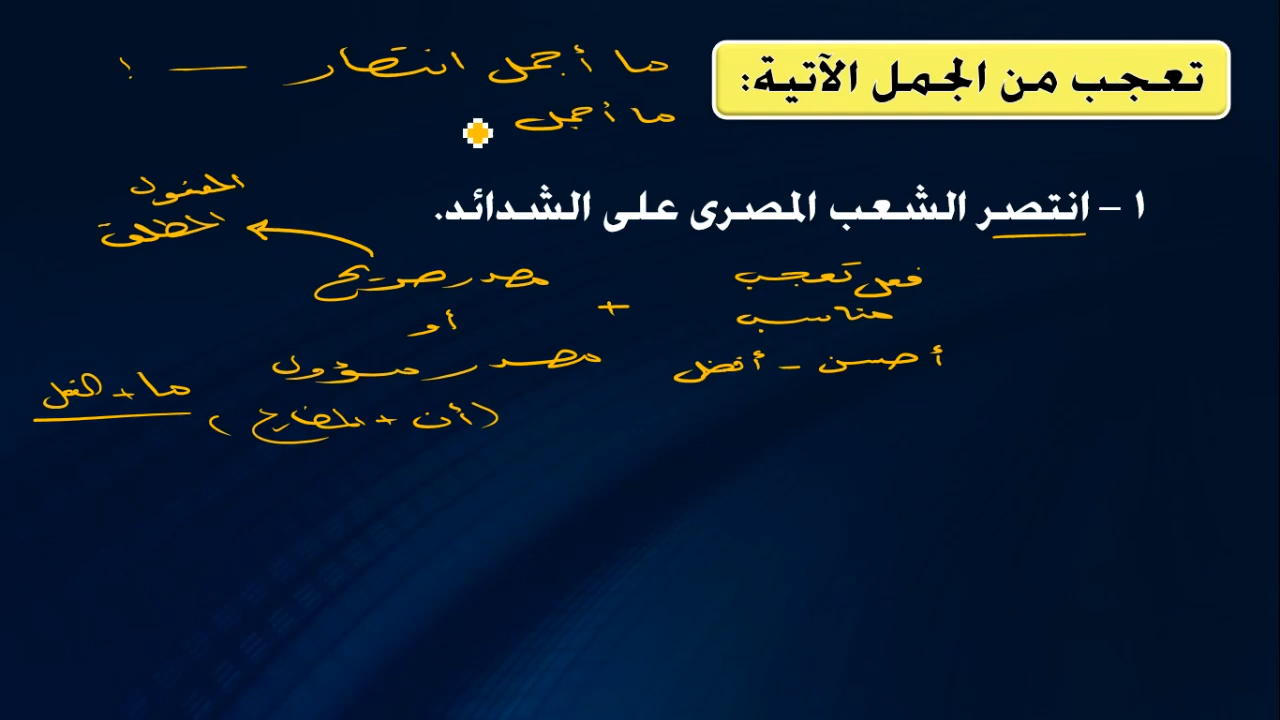 تعجب من الجمل الآتية:
ما أجمل انتصار — !
ما أجمل
١ - انتصر الشعب المصرى على الشدائد.
المفعول
المطلق
فعل تعجب
مناسب
أحسن - أفضل
+
مصدر صريح
أو
مصدر مؤول
(أن + المضارع)
ما + الفعل